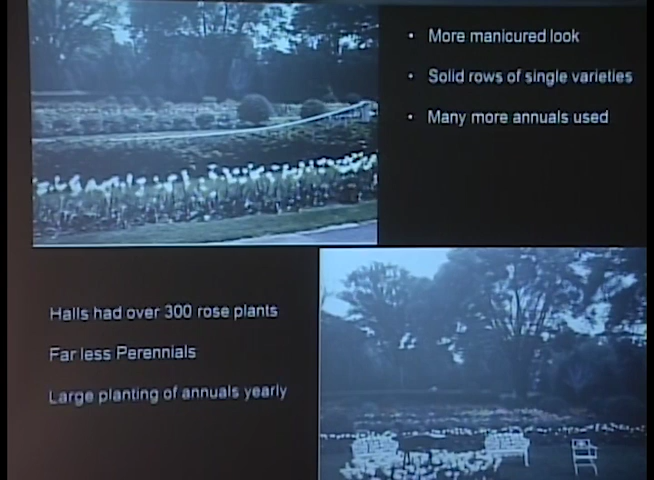 • More manicured look
• Solid rows of single varieties
• Many more annuals used
Halls had over 300 rose plants
Far less Perennials
Large planting of annuals yearly